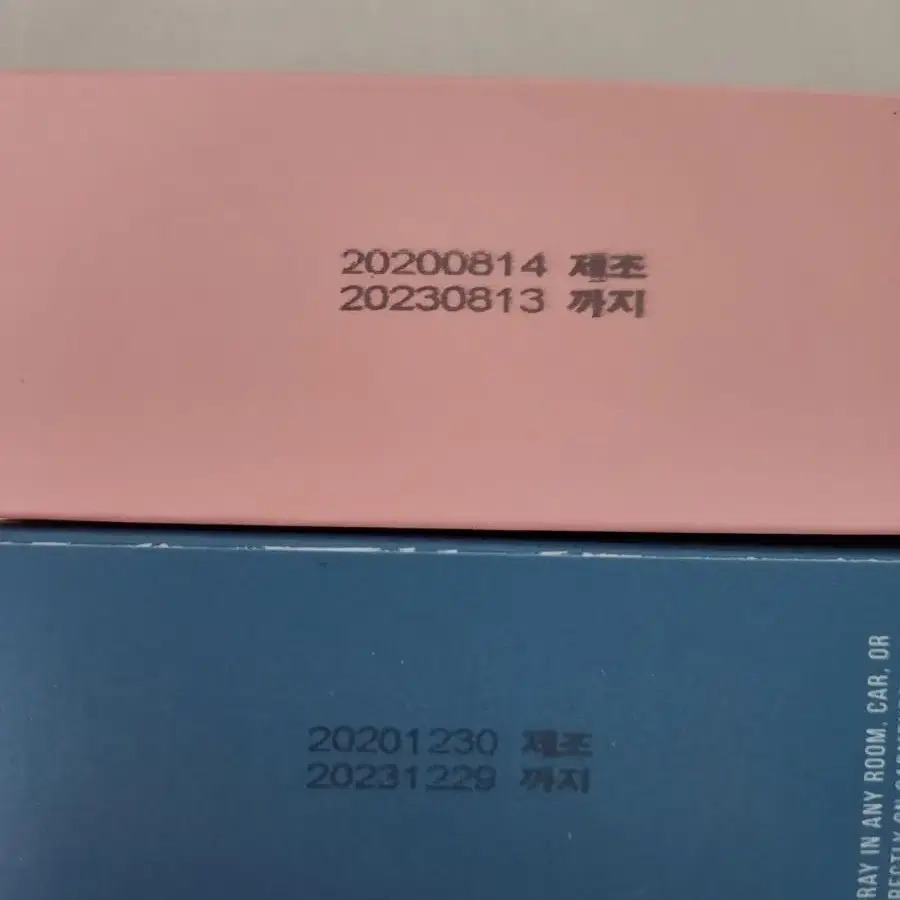 20200814 제조
20230813 까지
20201230 제조
20231229 까지
RAY IN ANY ROOM, CAR, OR